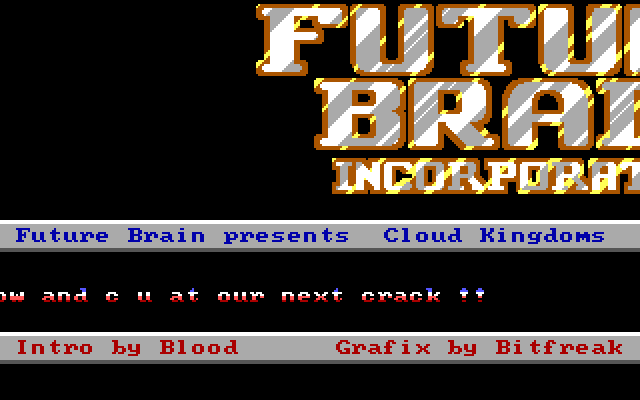 FUTU
BRAI
INCORPORAT
Future Brain presents Cloud Kingdoms
ow and c u at our next crack !!
Intro by Blood Grafix by Bitfreak